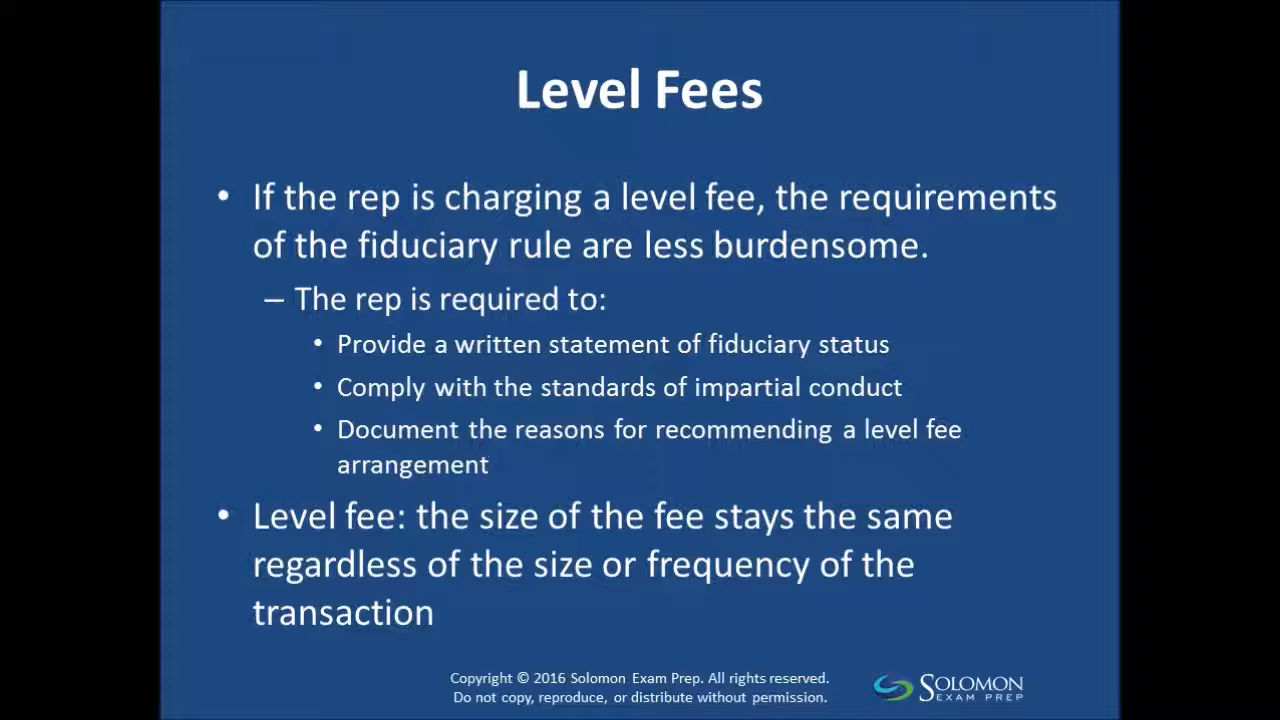 Level Fees
• If the rep is charging a level fee, the requirements
of the fiduciary rule are less burdensome.
– The rep is required to:
• Provide a written statement of fiduciary status
• Comply with the standards of impartial conduct
• Document the reasons for recommending a level fee
arrangement
• Level fee: the size of the fee stays the same
regardless of the size or frequency of the
transaction
Copyright © 2016 Solomon Exam Prep. All rights reserved.
Do not copy, reproduce, or distribute without permission.
SOLOMON
EXAM PREP